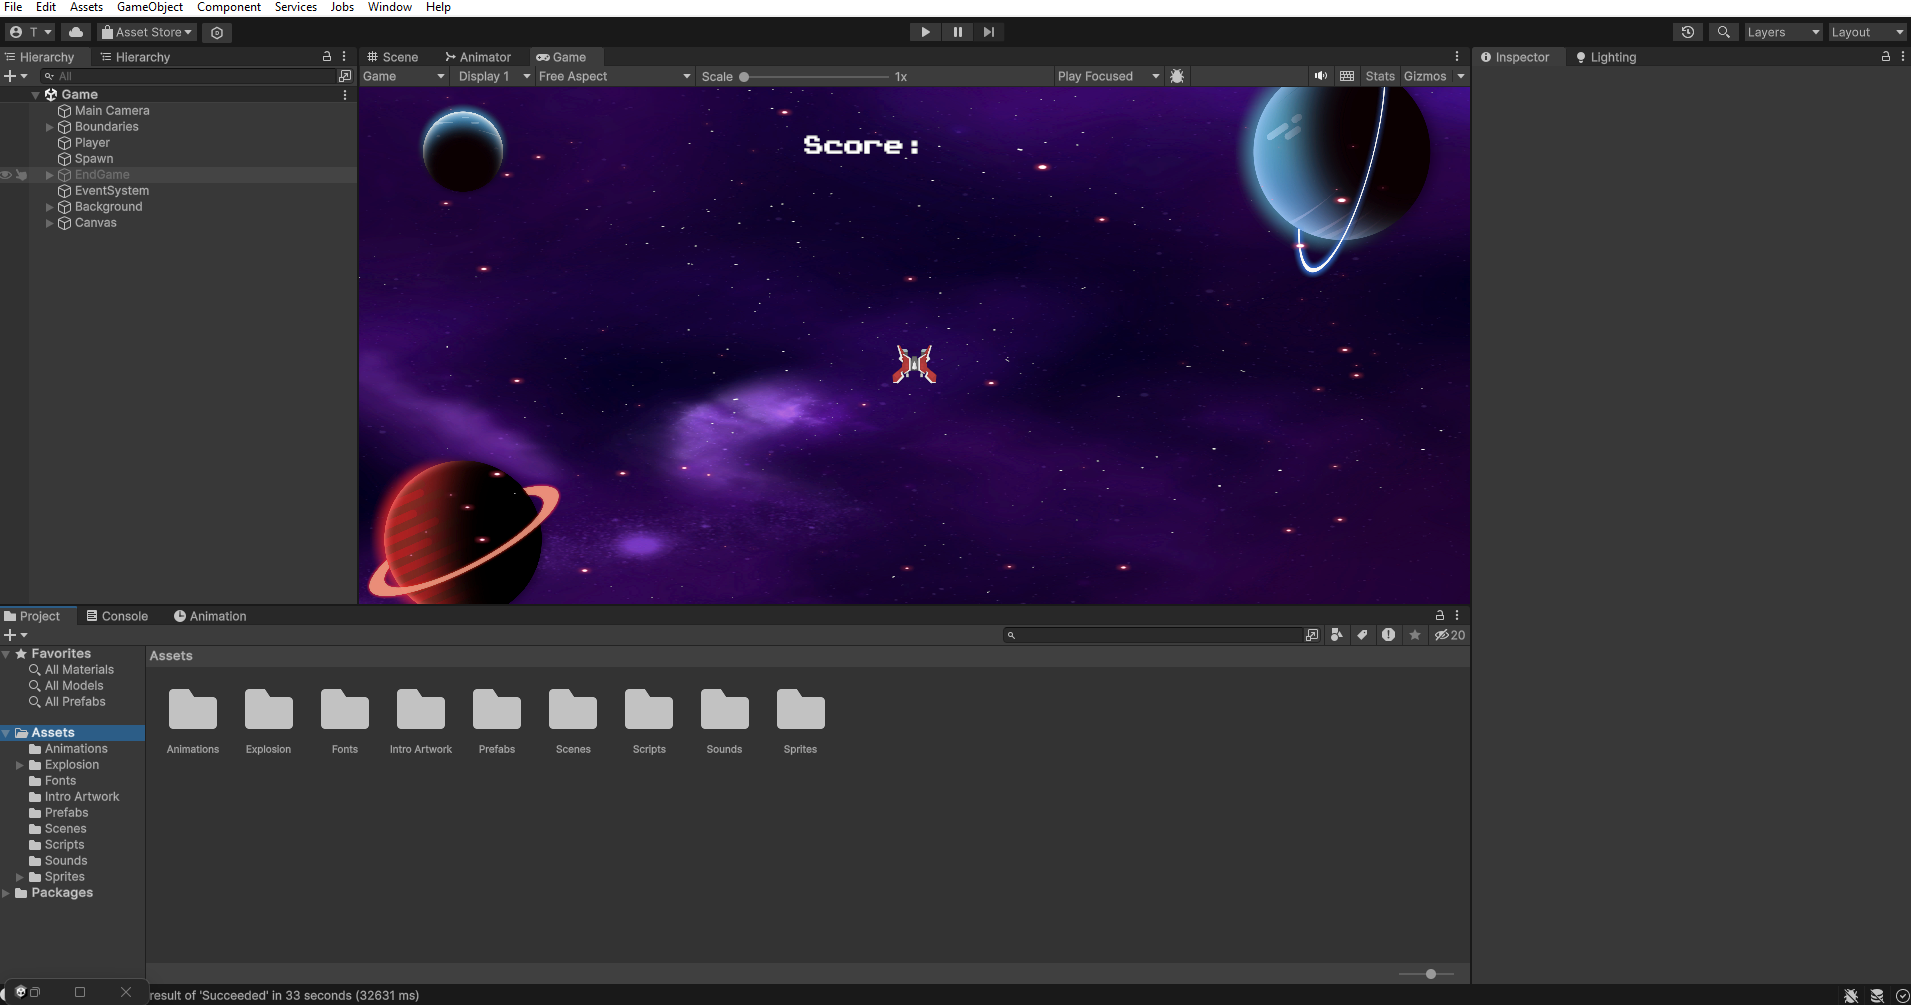 File Edit Assets GameObject Component Services Jobs Window Help
T Asset Store Layers Layout
Hierarchy Hierarchy
All
Game
Main Camera
Boundaries
Player
Spawn
EndGame
EventSystem
Background
Canvas
Scene Animator Game
Game Display 1 Free Aspect Scale 1x Play Focused Stats Gizmos
Score:
Inspector Lighting
Project Console Animation
20
Favorites
All Materials
All Models
All Prefabs
Assets
Animations
Explosion
Fonts
Intro Artwork
Prefabs
Scenes
Scripts
Sounds
Sprites
Packages
Assets
Animations Explosion Fonts Intro Artwork Prefabs Scenes Scripts Sounds Sprites
result of 'Succeeded' in 33 seconds (32631 ms)